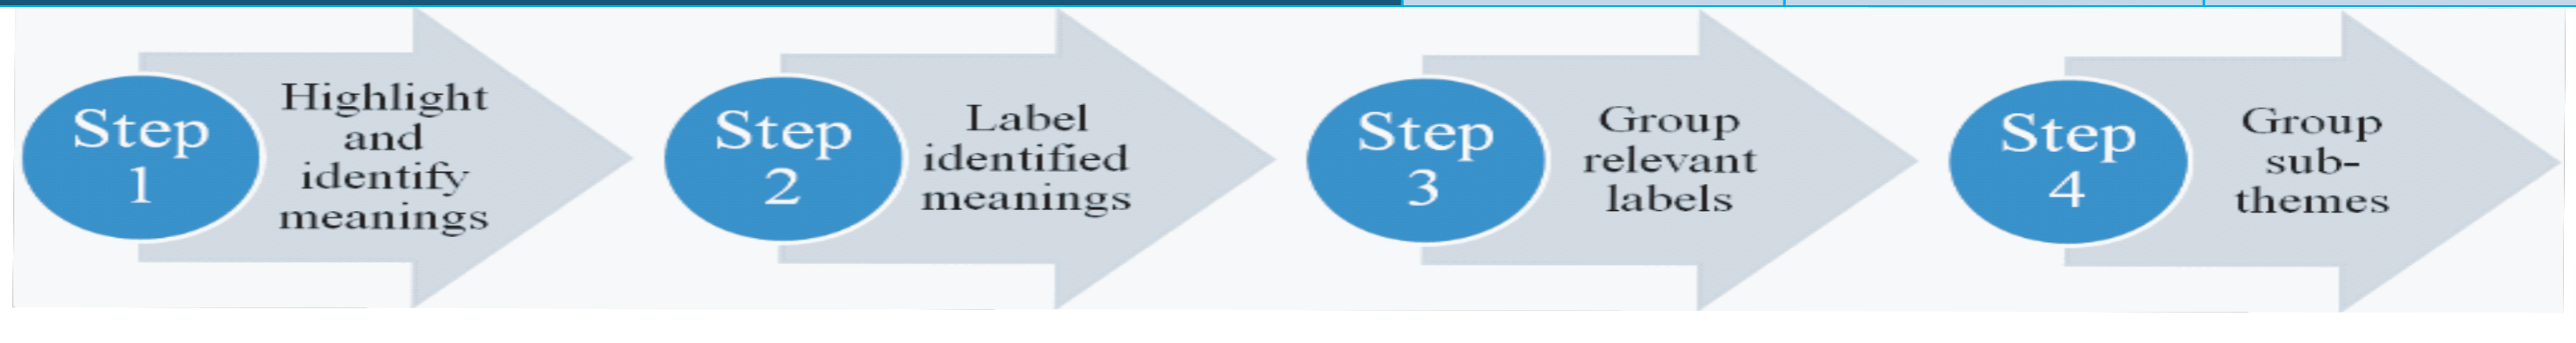 Step
1
Highlight
and
identify
meanings
Step
2
Label
identified
meanings
Step
3
Group
relevant
labels
Step
4
Group
sub-
themes